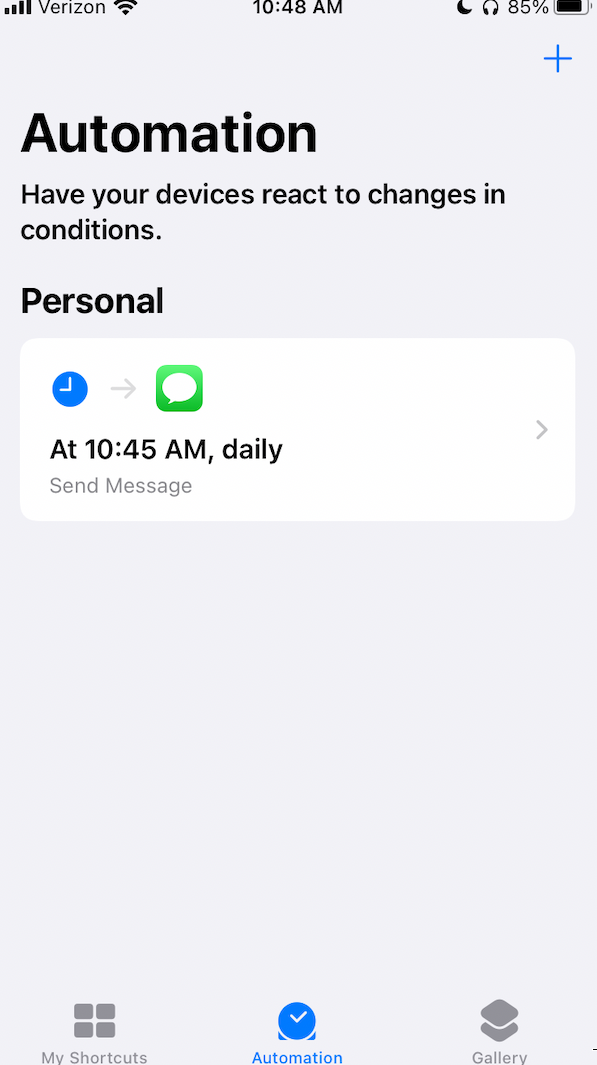 Verizon 10:48 AM 85%
Automation
Have your devices react to changes in
conditions.
Personal
At 10:45 AM, daily
Send Message
My Shortcuts Automation Gallery